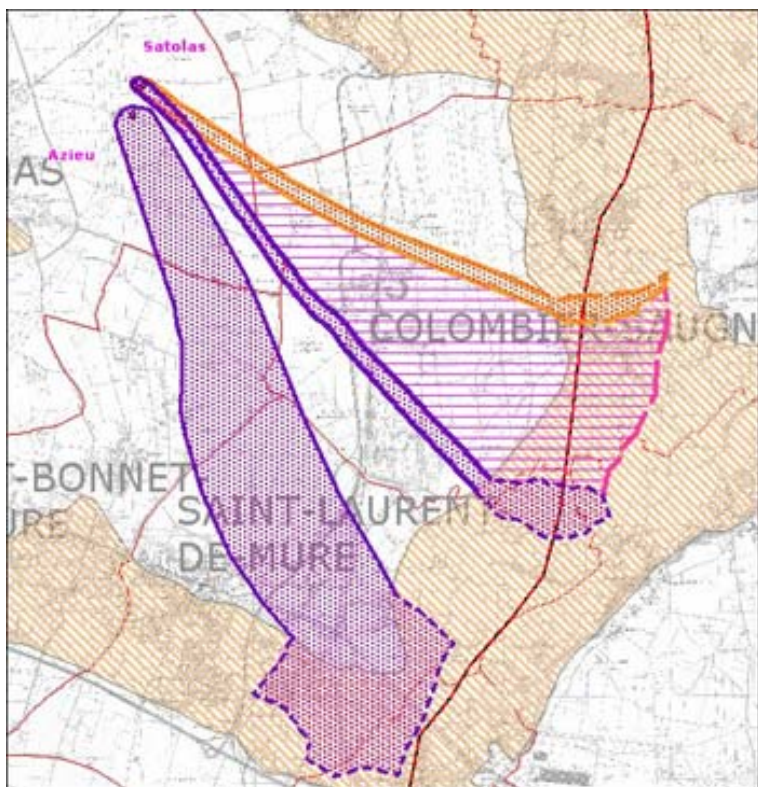 Satolas
Azieu
AS
COLOMBIER-SAUGN
T-BONNET
URE
SAINT-LAURENT
DE-MURE